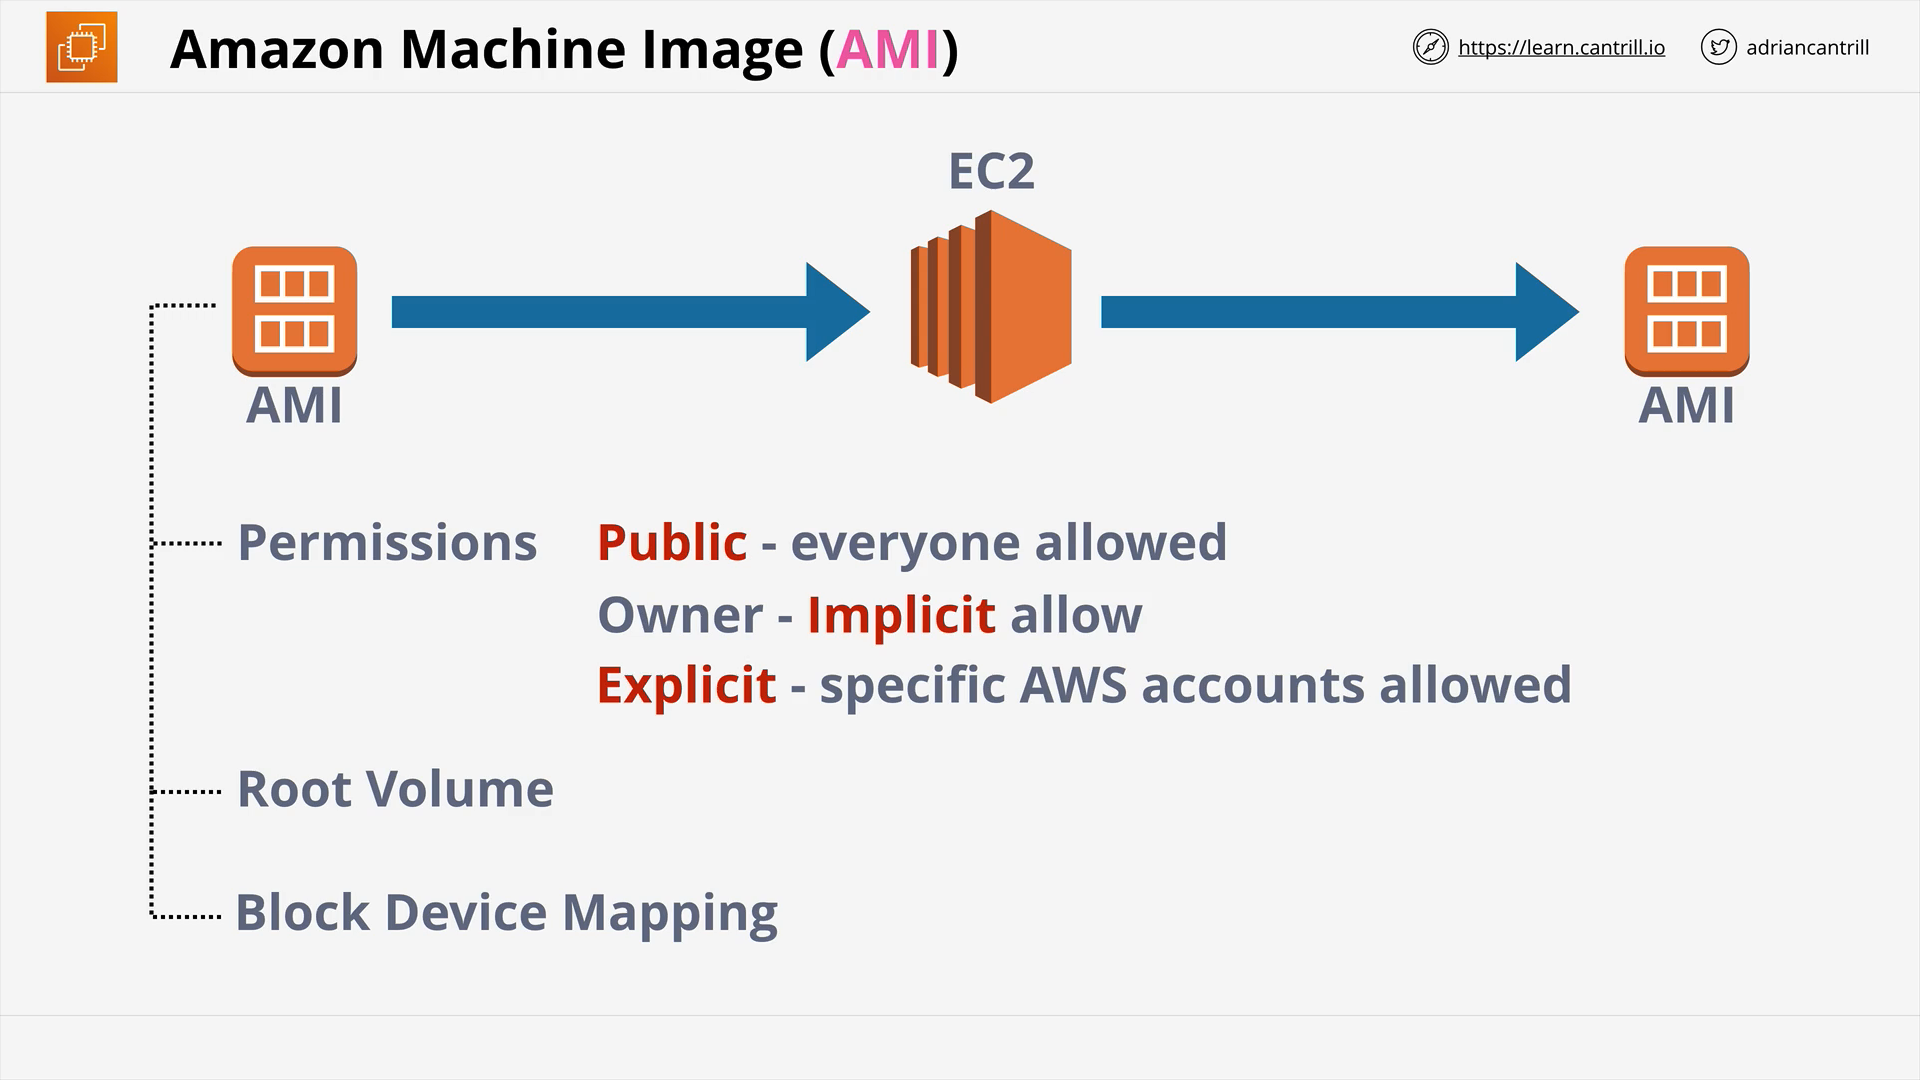 Amazon Machine Image (AMI)
https://learn.cantrill.io
adriancantrill
EC2
AMI
AMI
Permissions
Public - everyone allowed
Owner - Implicit allow
Explicit - specific AWS accounts allowed
Root Volume
Block Device Mapping